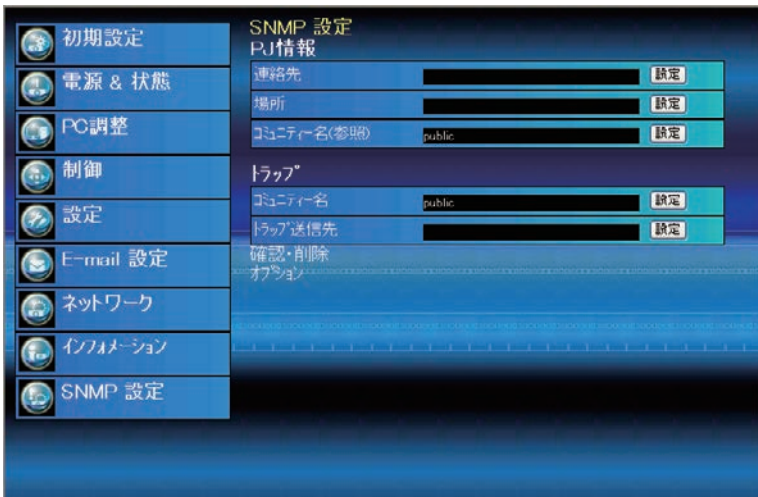 初期設定
電源 & 状態
PC調整
制御
設定
E-mail 設定
ネットワーク
インフォメーション
SNMP 設定
SNMP 設定
PJ情報
連絡先 設定
場所 設定
コミュニティー名(参照) public 設定
トラップ
コミュニティー名 public 設定
トラップ送信先 設定
確認・削除
オプション